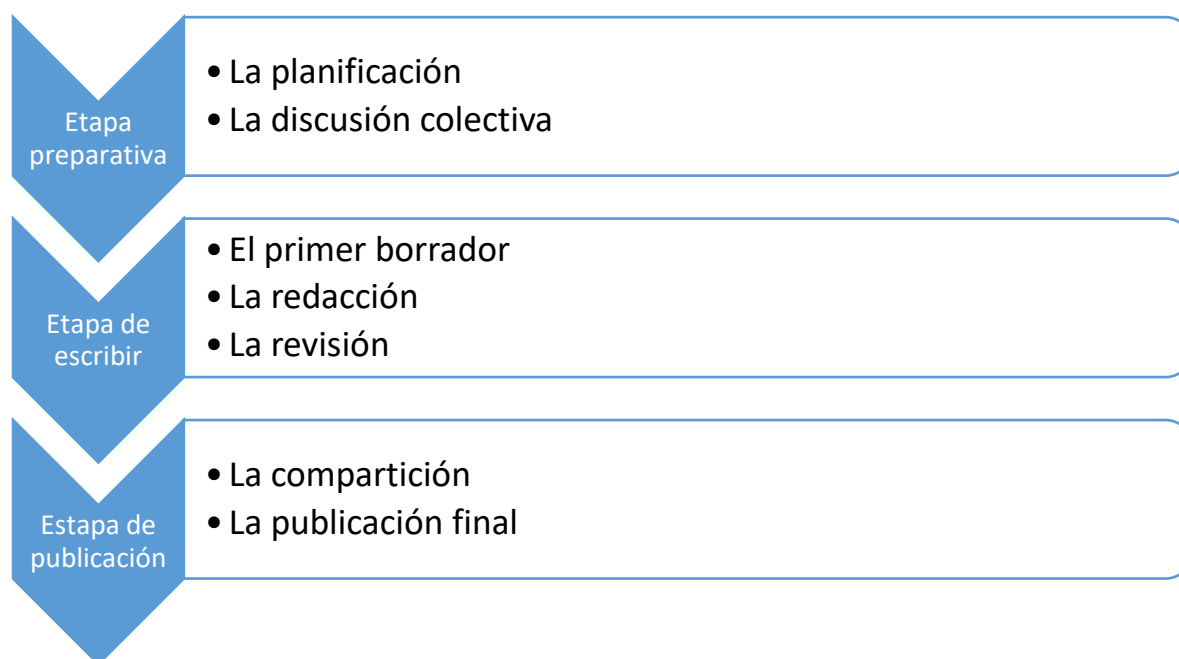 Etapa
preparativa
• La planificación
• La discusión colectiva
Etapa de
escribir
• El primer borrador
• La redacción
• La revisión
Estapa de
publicación
• La compartición
• La publicación final